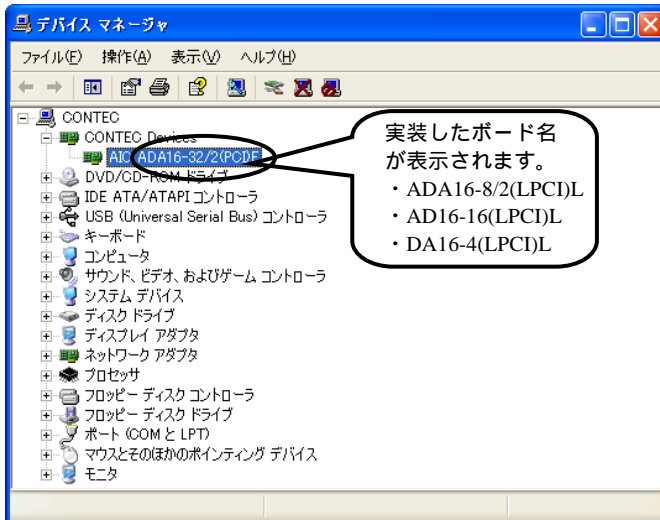 デバイス マネージャ
ファイル(F) 操作(A) 表示(V) ヘルプ(H)
CONTEC
CONTEC Devices
AIO ADA16-32/2(PCI)F
DVD/CD-ROM ドライブ
IDE ATA/ATAPI コントローラ
USB (Universal Serial Bus) コントローラ
キーボード
コンピュータ
サウンド、ビデオ、およびゲーム コントローラ
システム デバイス
ディスク ドライブ
ディスプレイ アダプタ
ネットワーク アダプタ
プロセッサ
フロッピー ディスク コントローラ
フロッピー ディスク ドライブ
ポート (COM と LPT)
マウスとそのほかのポインティング デバイス
モニタ
実装したボード名
が表示されます。
・ADA16-8/2(LPCI)L
・AD16-16(LPCI)L
・DA16-4(LPCI)L